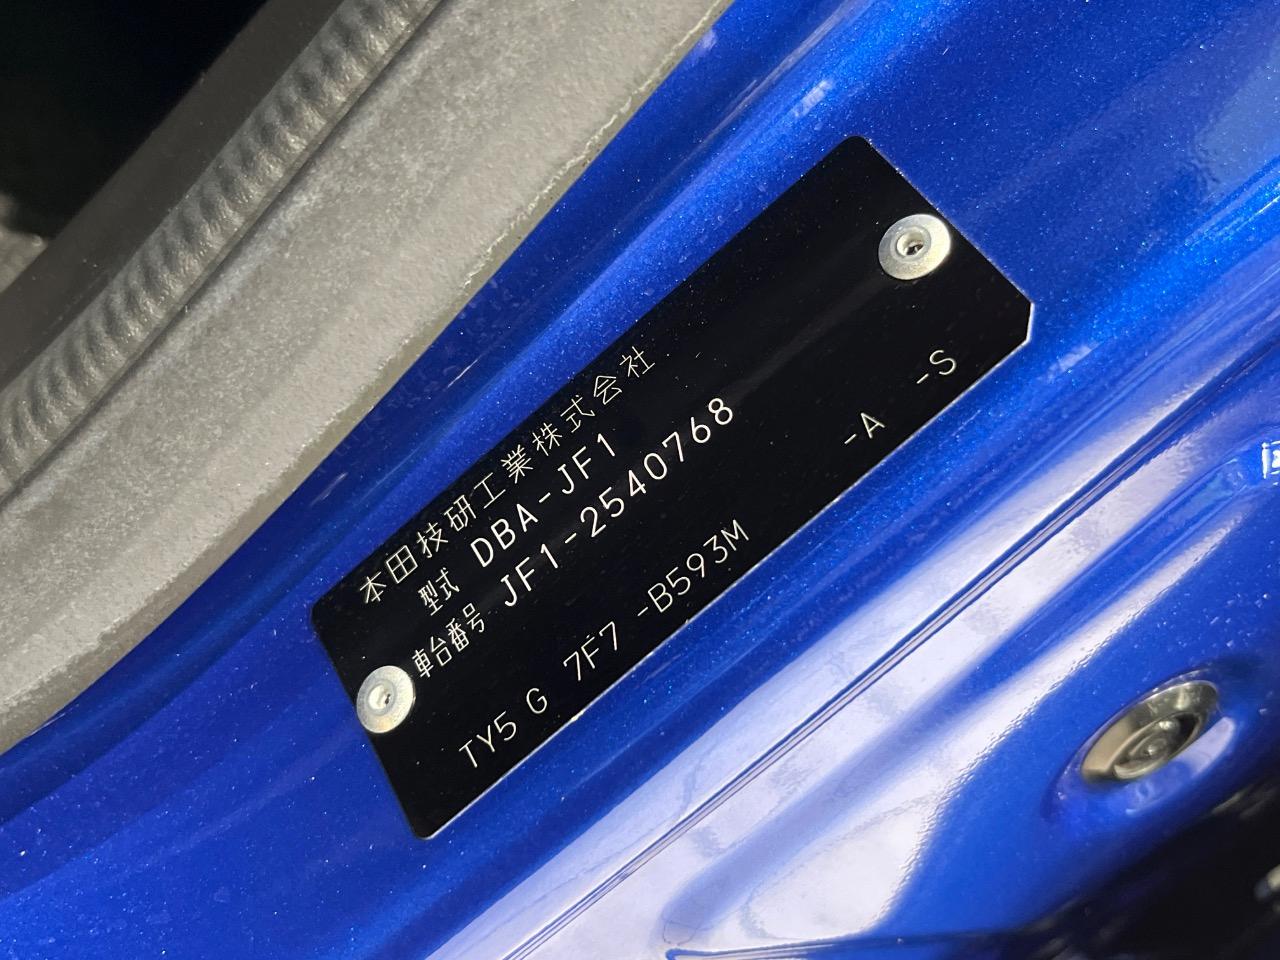 本田技研工業株式会社
型式 DBA-JF1
車台番号 JF1-2540768
TY5 G 7F7 -B593M -A -S